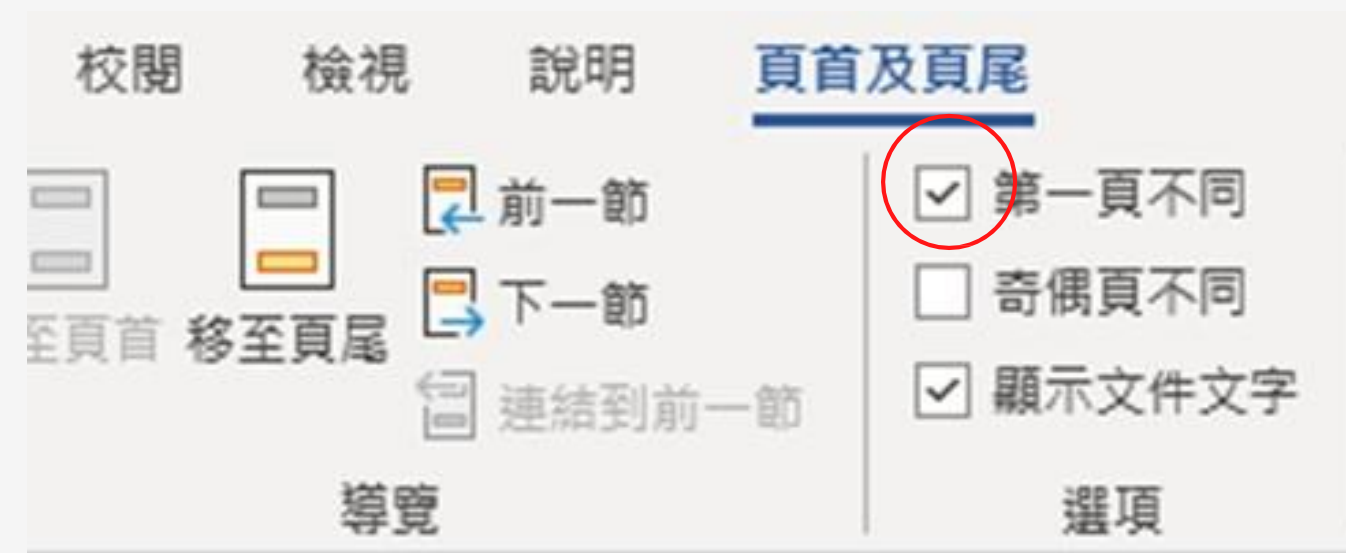 校閱 檢視 說明 頁首及頁尾
前一節 第一頁不同
下一節 奇偶頁不同
至頁首 移至頁尾
連結到前一節 顯示文件文字
導覽 選項